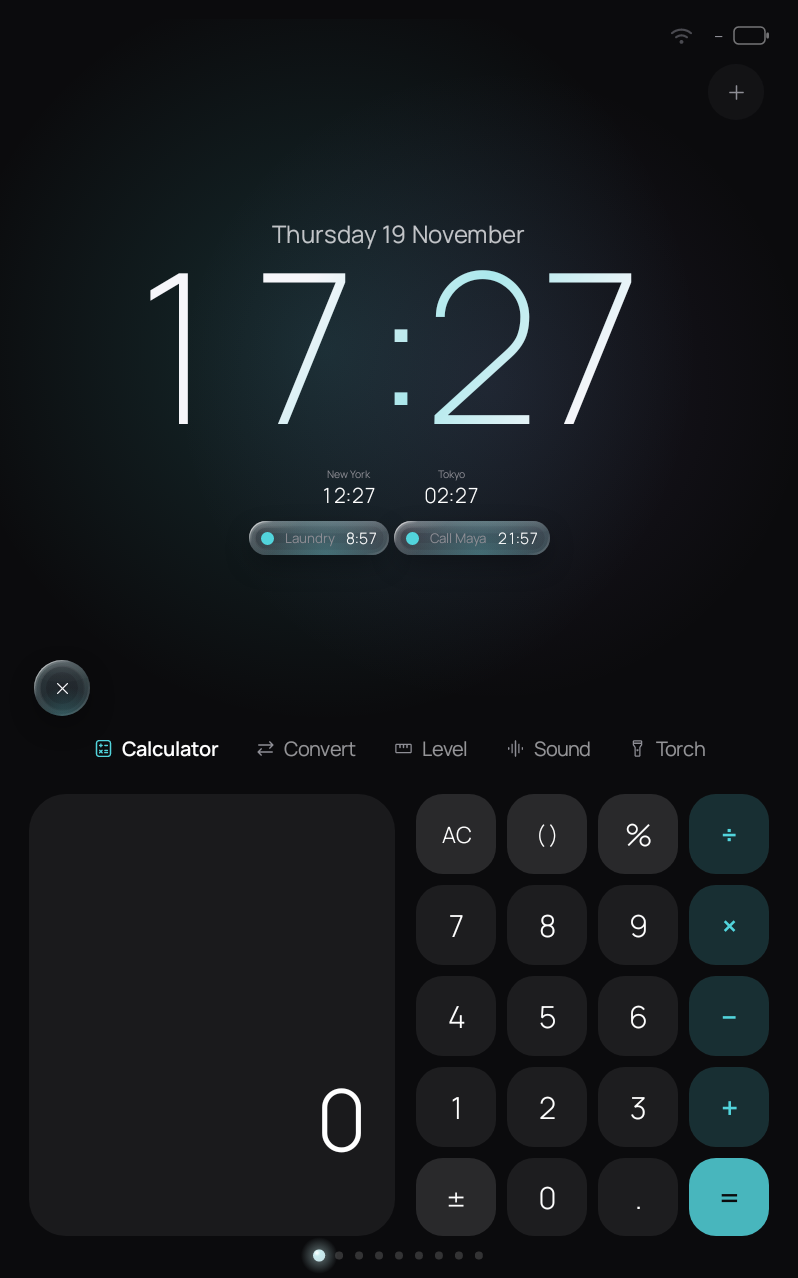 Thursday 19 November
17:27
New York Tokyo
12:27 02:27
Laundry 8:57 Call Maya 21:57
Calculator Convert Level Sound Torch
0
AC () % ÷
7 8 9 ×
4 5 6 −
1 2 3 +
± 0 . =